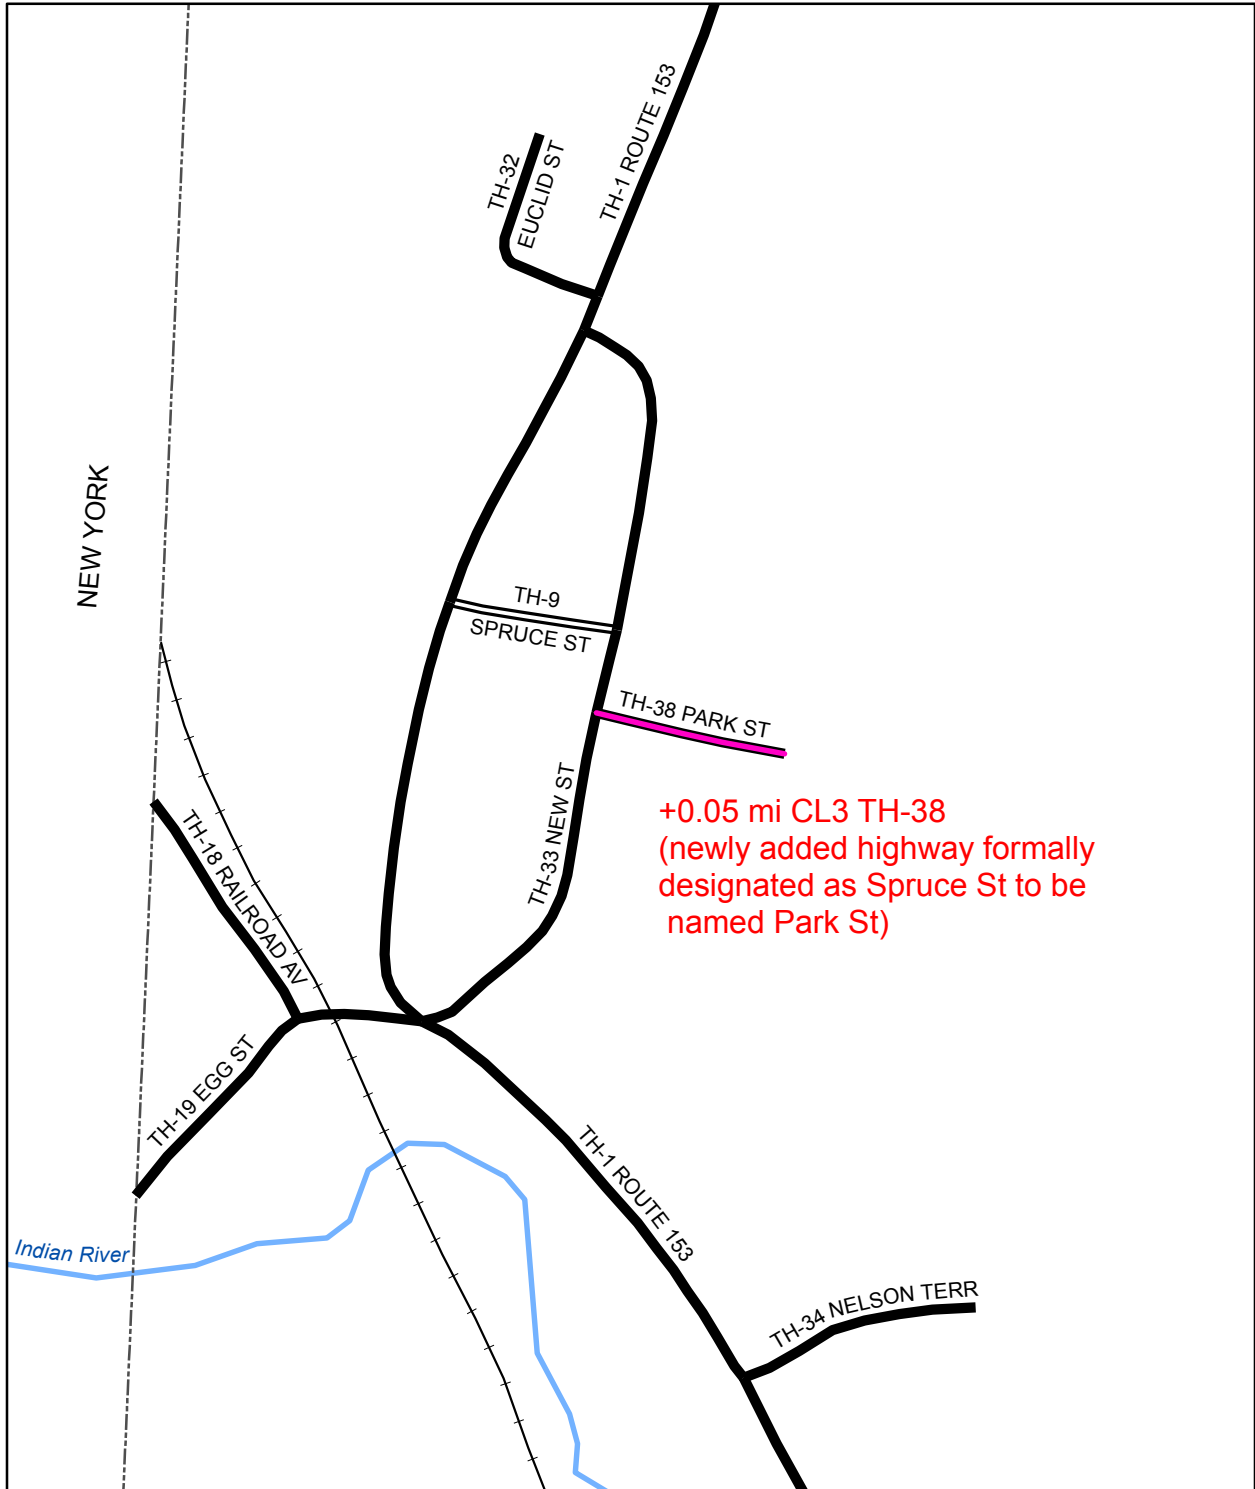 TH-1 ROUTE 153
TH-32
EUCLID ST
NEW YORK
TH-9
SPRUCE ST
TH-38 PARK ST
TH-33 NEW ST
+0.05 mi CL3 TH-38
(newly added highway formally
designated as Spruce St to be
named Park St)
TH-18 RAILROAD AV
TH-19 EGG ST
TH-1 ROUTE 153
Indian River
TH-34 NELSON TERR